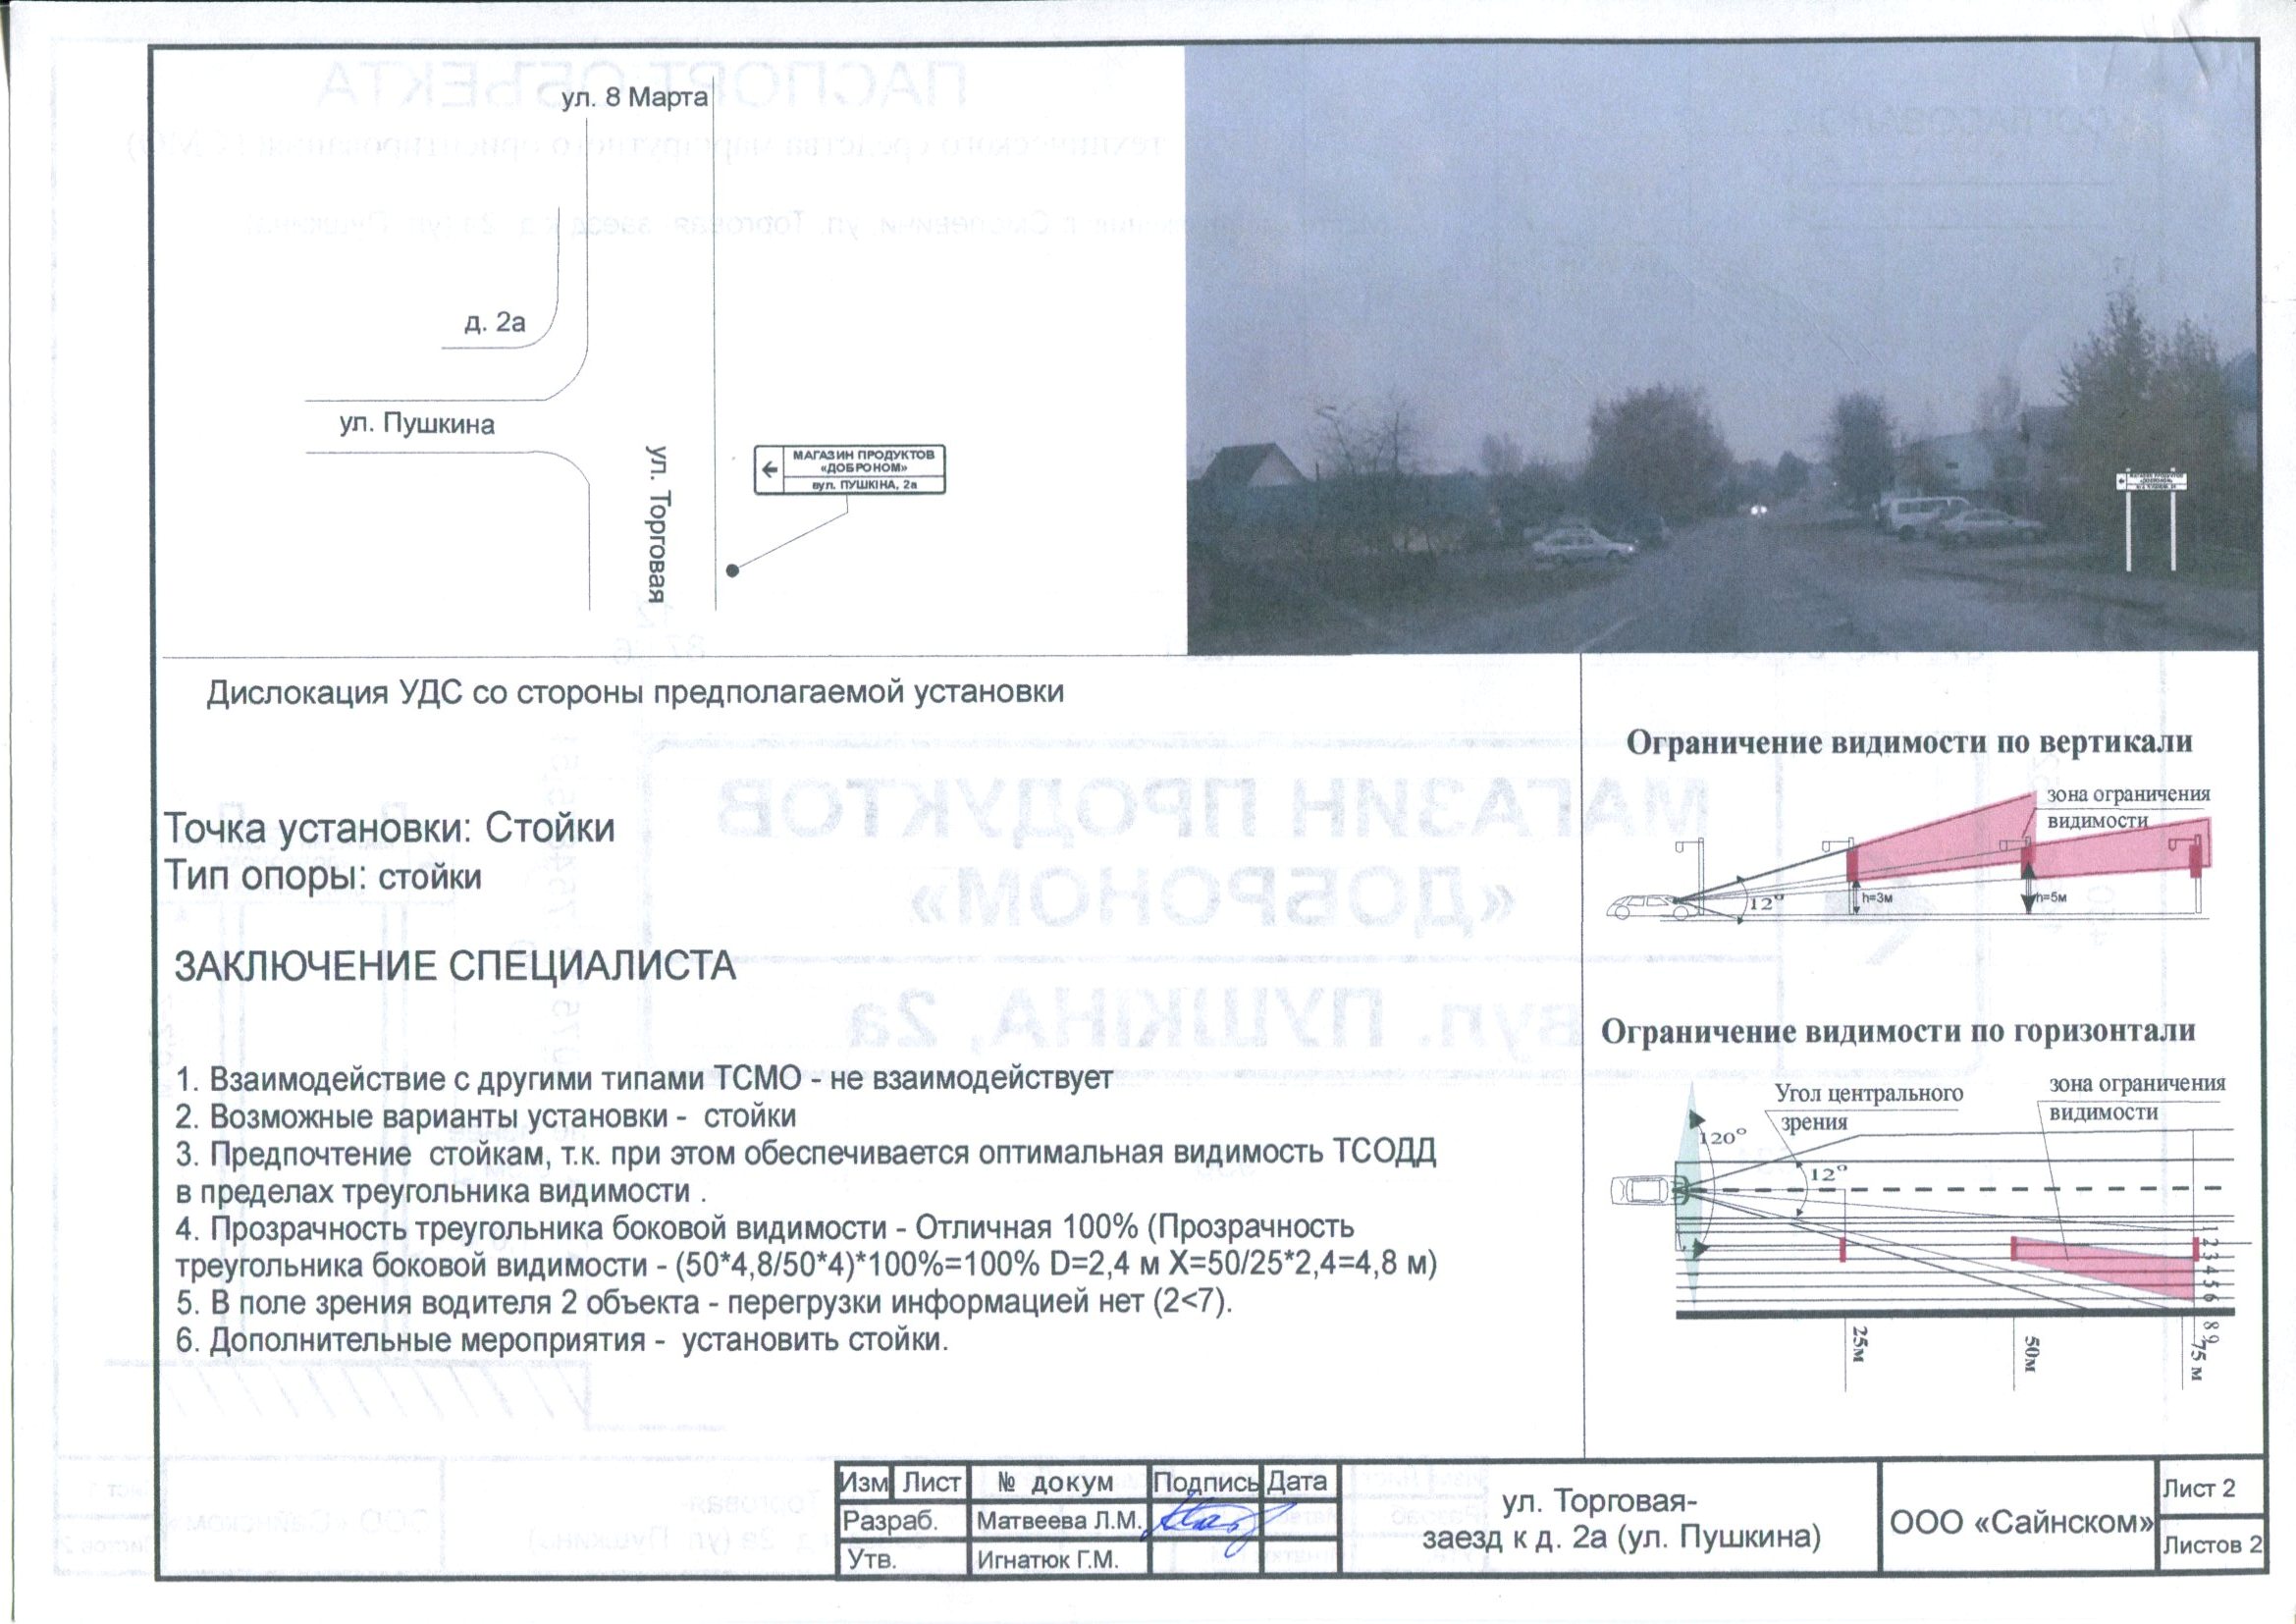 ул. 8 Марта
д. 2а
ул. Пушкина
ул. Торговая
МАГАЗИН ПРОДУКТОВ
«ДОБРОНОМ»
вул. ПУШКІНА, 2а
Дислокация УДС со стороны предполагаемой установки
Точка установки: Стойки
Тип опоры: стойки
ЗАКЛЮЧЕНИЕ СПЕЦИАЛИСТА
1. Взаимодействие с другими типами ТСМО - не взаимодействует
2. Возможные варианты установки - стойки
3. Предпочтение стойкам, т.к. при этом обеспечивается оптимальная видимость ТСОДД
в пределах треугольника видимости .
4. Прозрачность треугольника боковой видимости - Отличная 100% (Прозрачность
треугольника боковой видимости - (50*4,8/50*4)*100%=100% D=2,4 м X=50/25*2,4=4,8 м)
5. В поле зрения водителя 2 объекта - перегрузки информацией нет (2<7).
6. Дополнительные мероприятия - установить стойки.
Ограничение видимости по вертикали
зона ограничения
видимости
12°
h=3м
h=5м
Ограничение видимости по горизонтали
Угол центрального
зрения
зона ограничения
видимости
120°
12°
1 2 3 4 5 6 8 9
25м
50м
75 м
Изм Лист № докум Подпись Дата
Разраб. Матвеева Л.М.
Утв. Игнатюк Г.М.
ул. Торговая-
заезд к д. 2а (ул. Пушкина)
ООО «Сайнском»
Лист 2
Листов 2